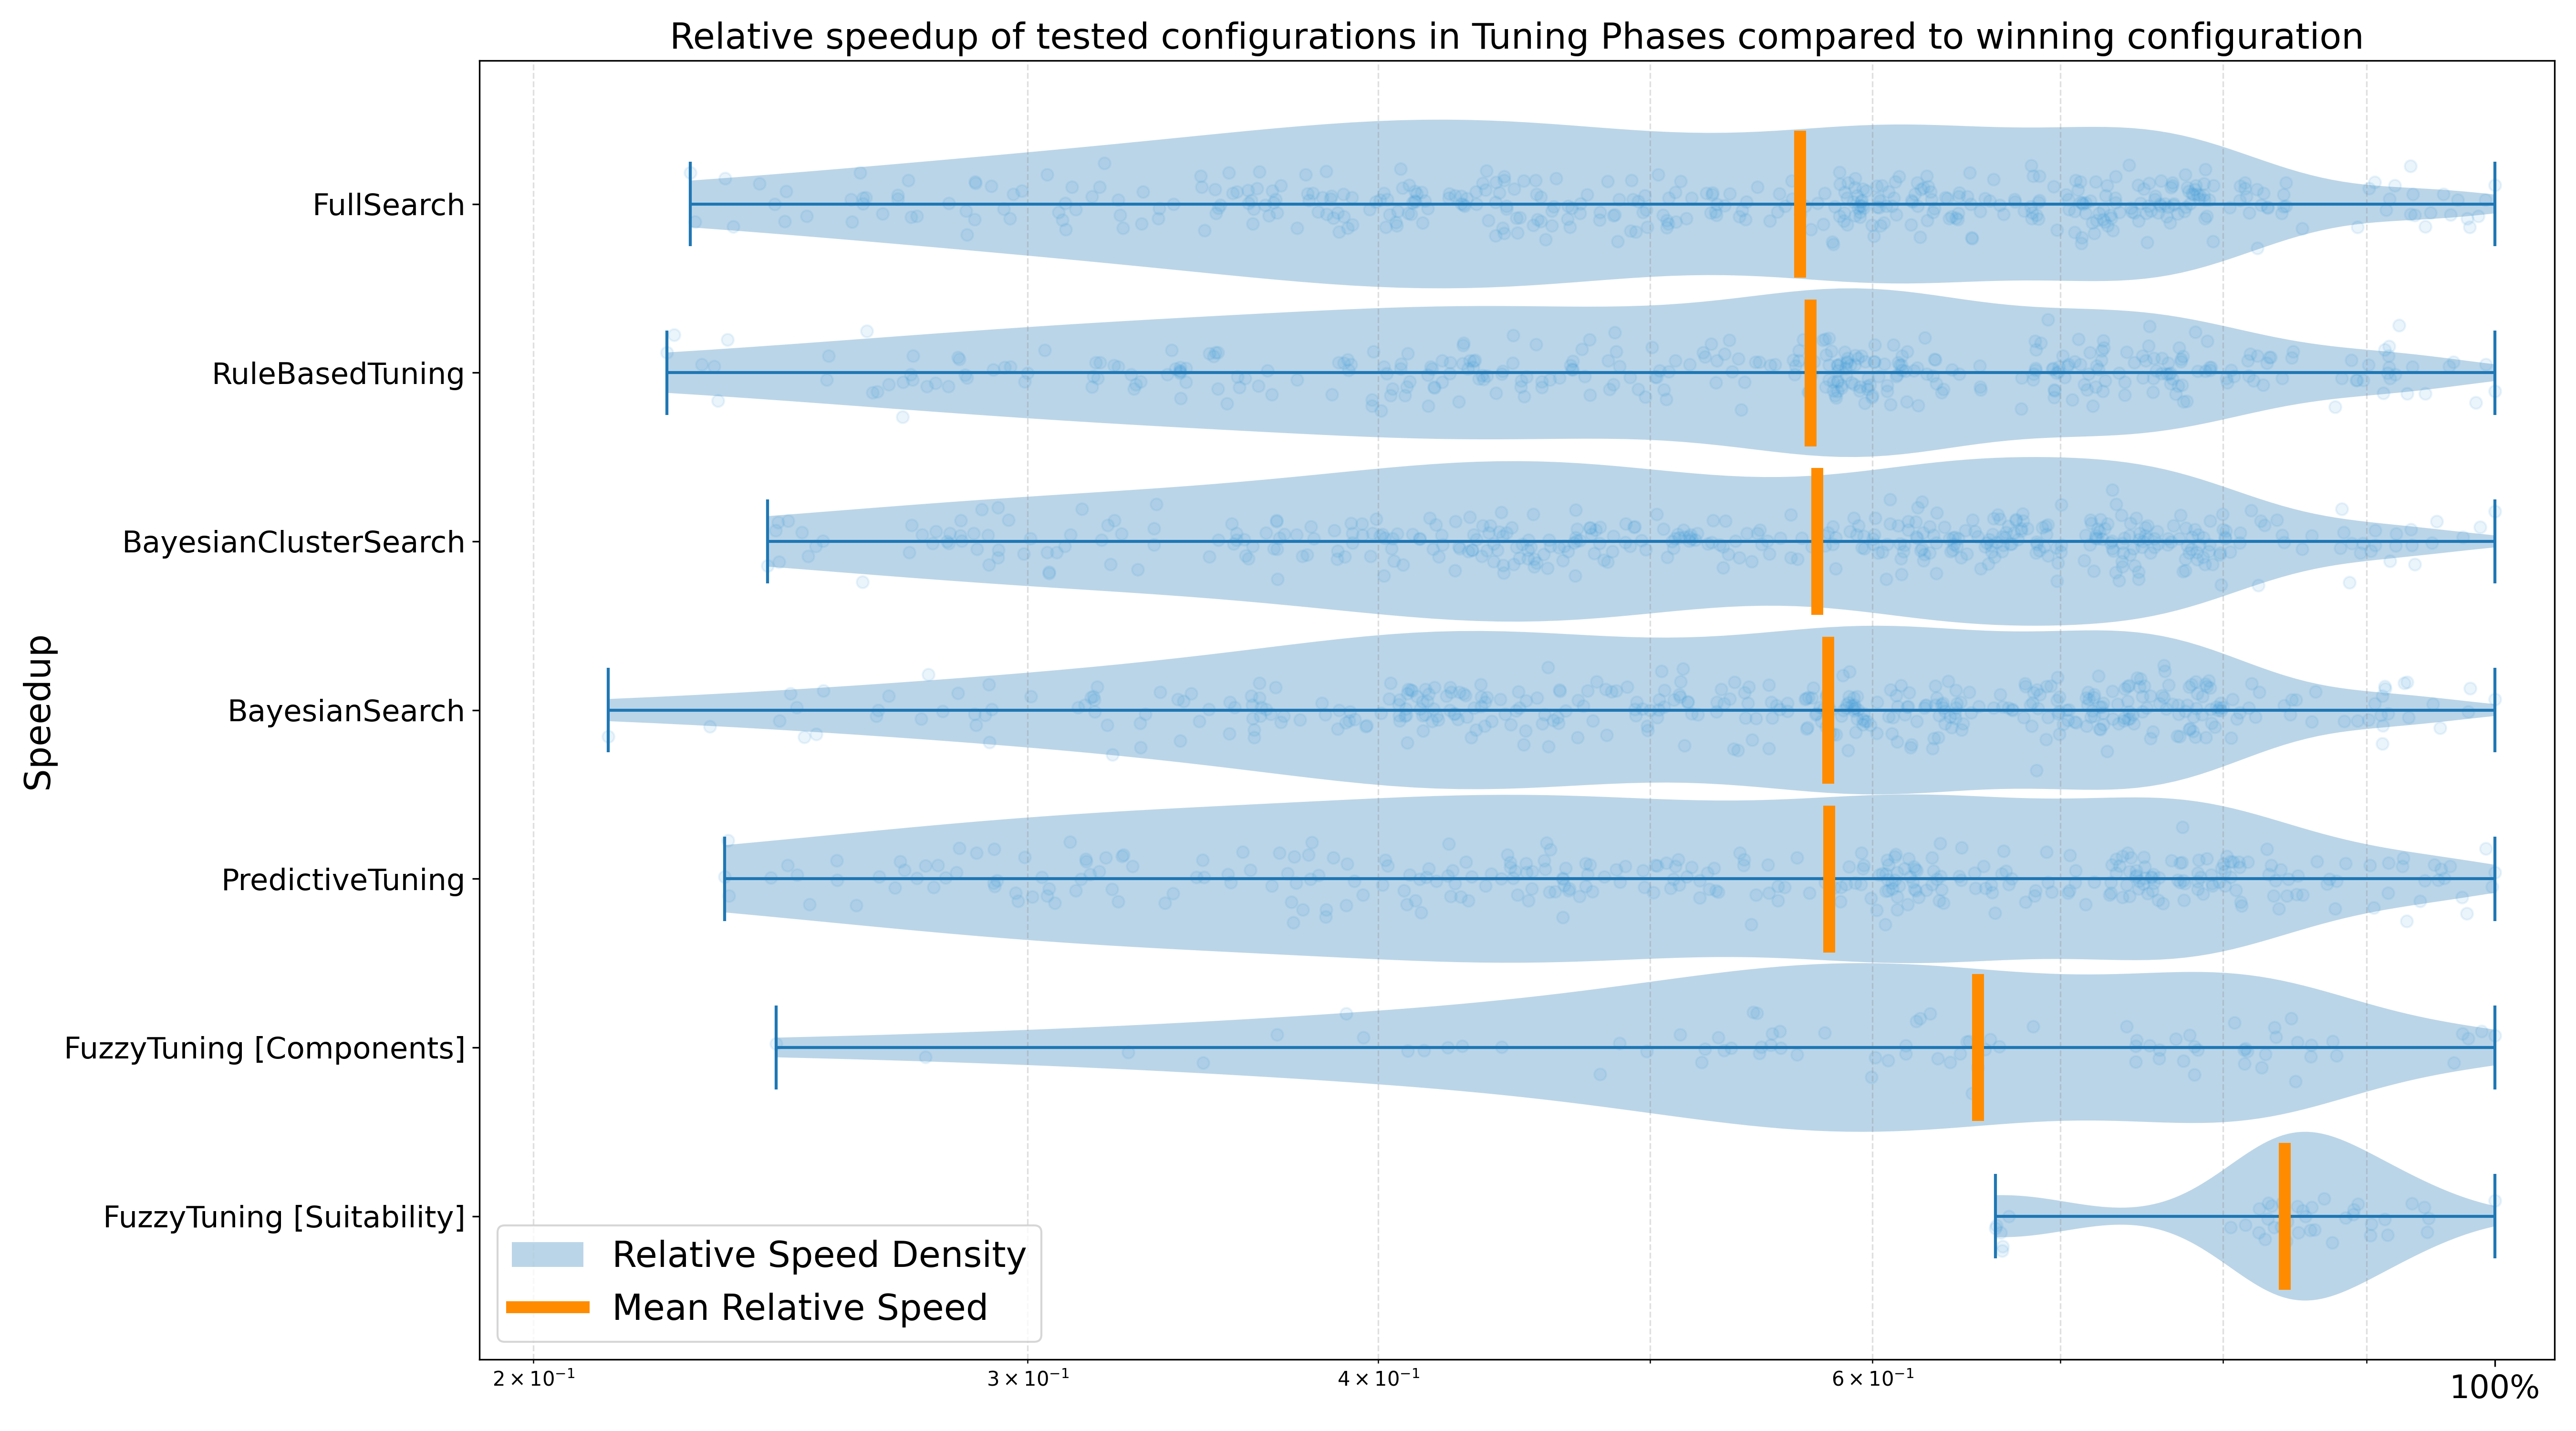 Relative speedup of tested configurations in Tuning Phases compared to winning configuration
Speedup
FullSearch
RuleBasedTuning
BayesianClusterSearch
BayesianSearch
PredictiveTuning
FuzzyTuning [Components]
FuzzyTuning [Suitability]
Relative Speed Density
Mean Relative Speed
2 × 10⁻¹ 3 × 10⁻¹ 4 × 10⁻¹ 6 × 10⁻¹ 100%